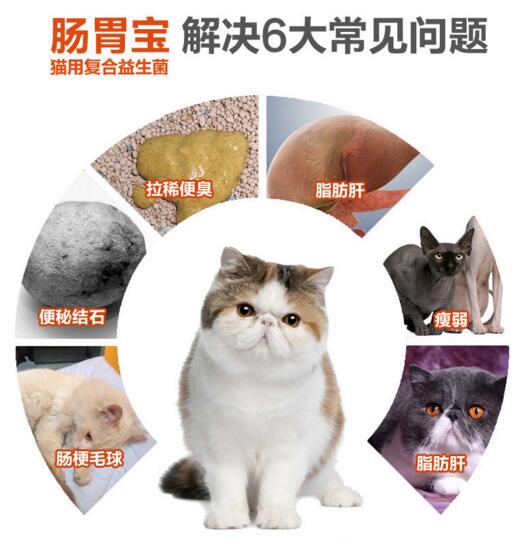 肠胃宝 解决6大常见问题
猫用复合益生菌
拉稀便臭
脂肪肝
便秘结石
瘦弱
肠梗毛球
脂肪肝